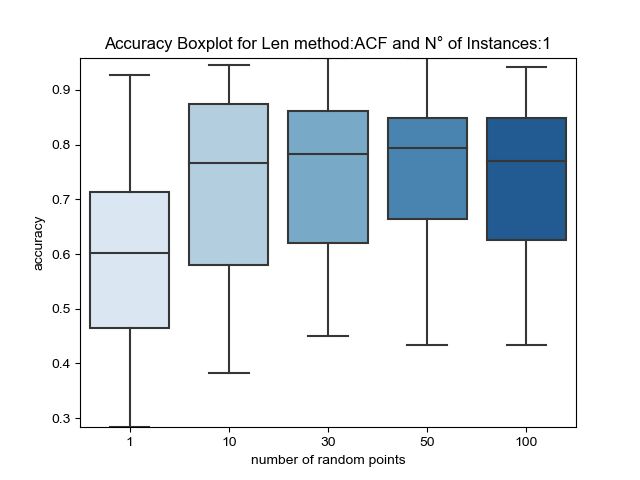 Accuracy Boxplot for Len method:ACF and N° of Instances:1
accuracy
0.9
0.8
0.7
0.6
0.5
0.4
0.3
1 10 30 50 100
number of random points